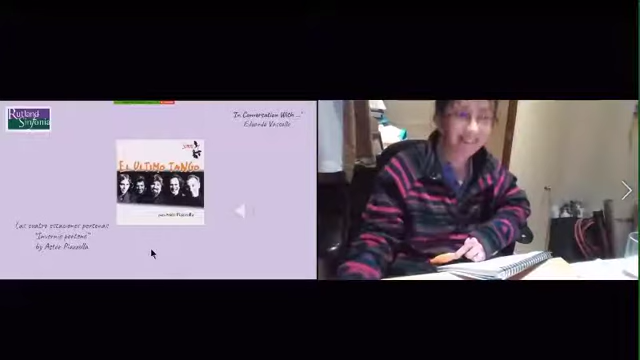 Rutland
Sinfonia
'In Conversation With ...'
Eduardo Vassallo
EL ULTIMO TANGO
Las cuatro estaciones porteñas
"Invierno porteño"
by Astor Piazzolla